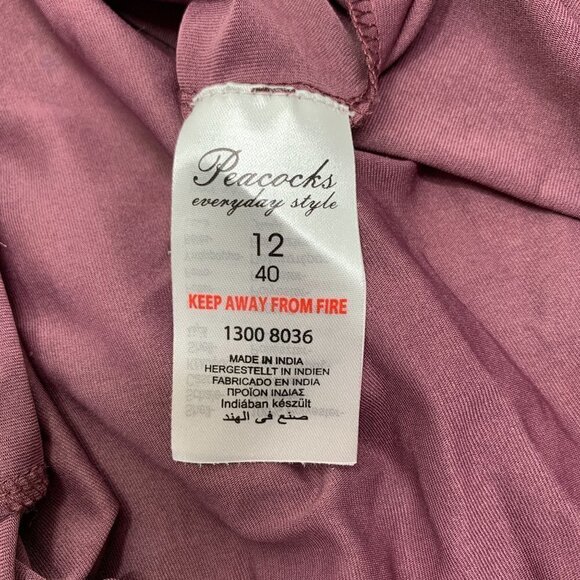 Peacocks
everyday style
12
40
KEEP AWAY FROM FIRE
1300 8036
MADE IN INDIA
HERGESTELLT IN INDIEN
FABRICADO EN INDIA
ΠΡΟΪΟΝ ΙΝΔΙΑΣ
Indiában készült
صنع في الهند